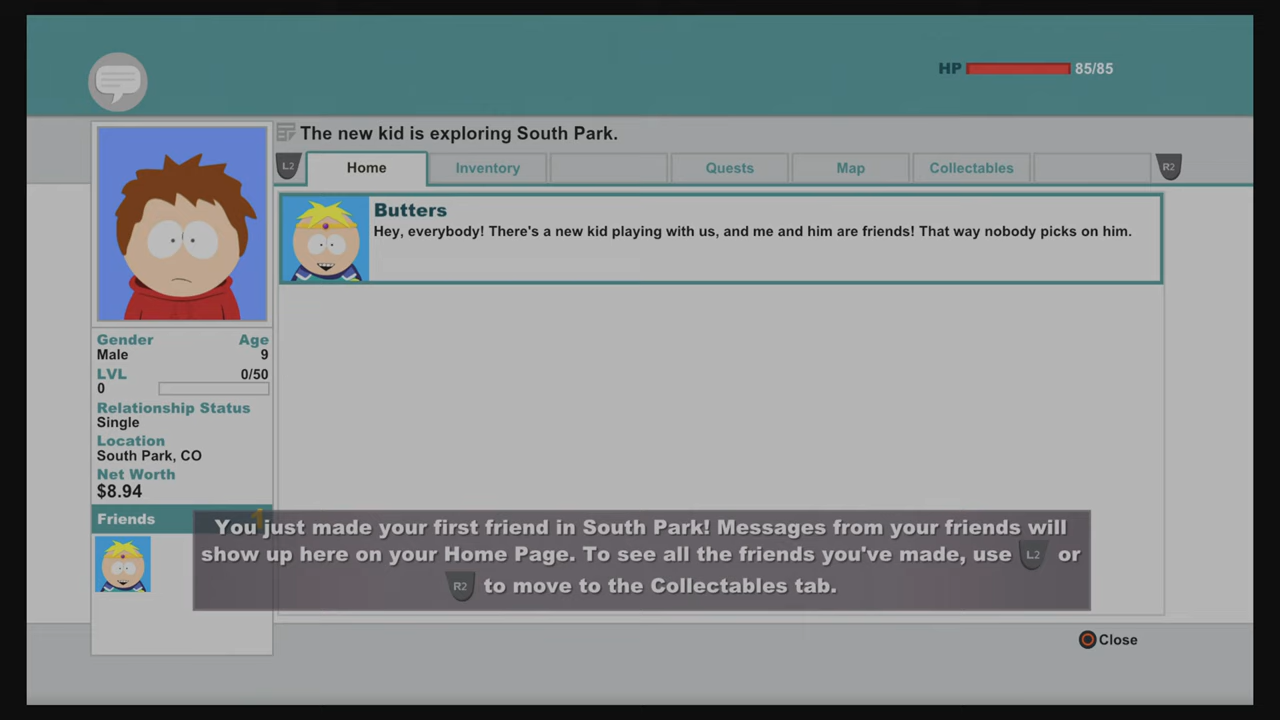 HP 85/85
The new kid is exploring South Park.
L2 Home Inventory Quests Map Collectables R2
Butters
Hey, everybody! There's a new kid playing with us, and me and him are friends! That way nobody picks on him.
Gender Age
Male 9
LVL 0/50
0
Relationship Status
Single
Location
South Park, CO
Net Worth
$8.94
Friends 1
You just made your first friend in South Park! Messages from your friends will
show up here on your Home Page. To see all the friends you've made, use L2 or
R2 to move to the Collectables tab.
Close